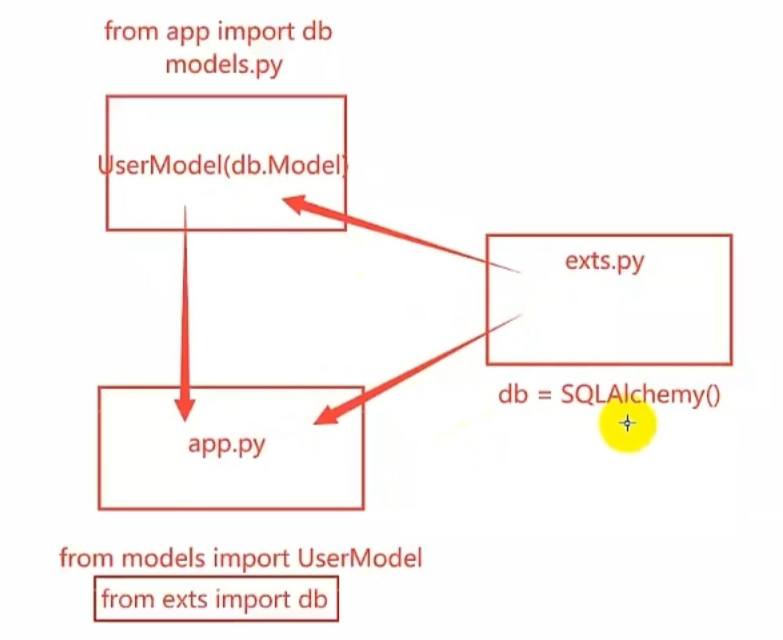 from app import db
models.py
UserModel(db.Model)
exts.py
db = SQLAlchemy()
app.py
from models import UserModel
from exts import db